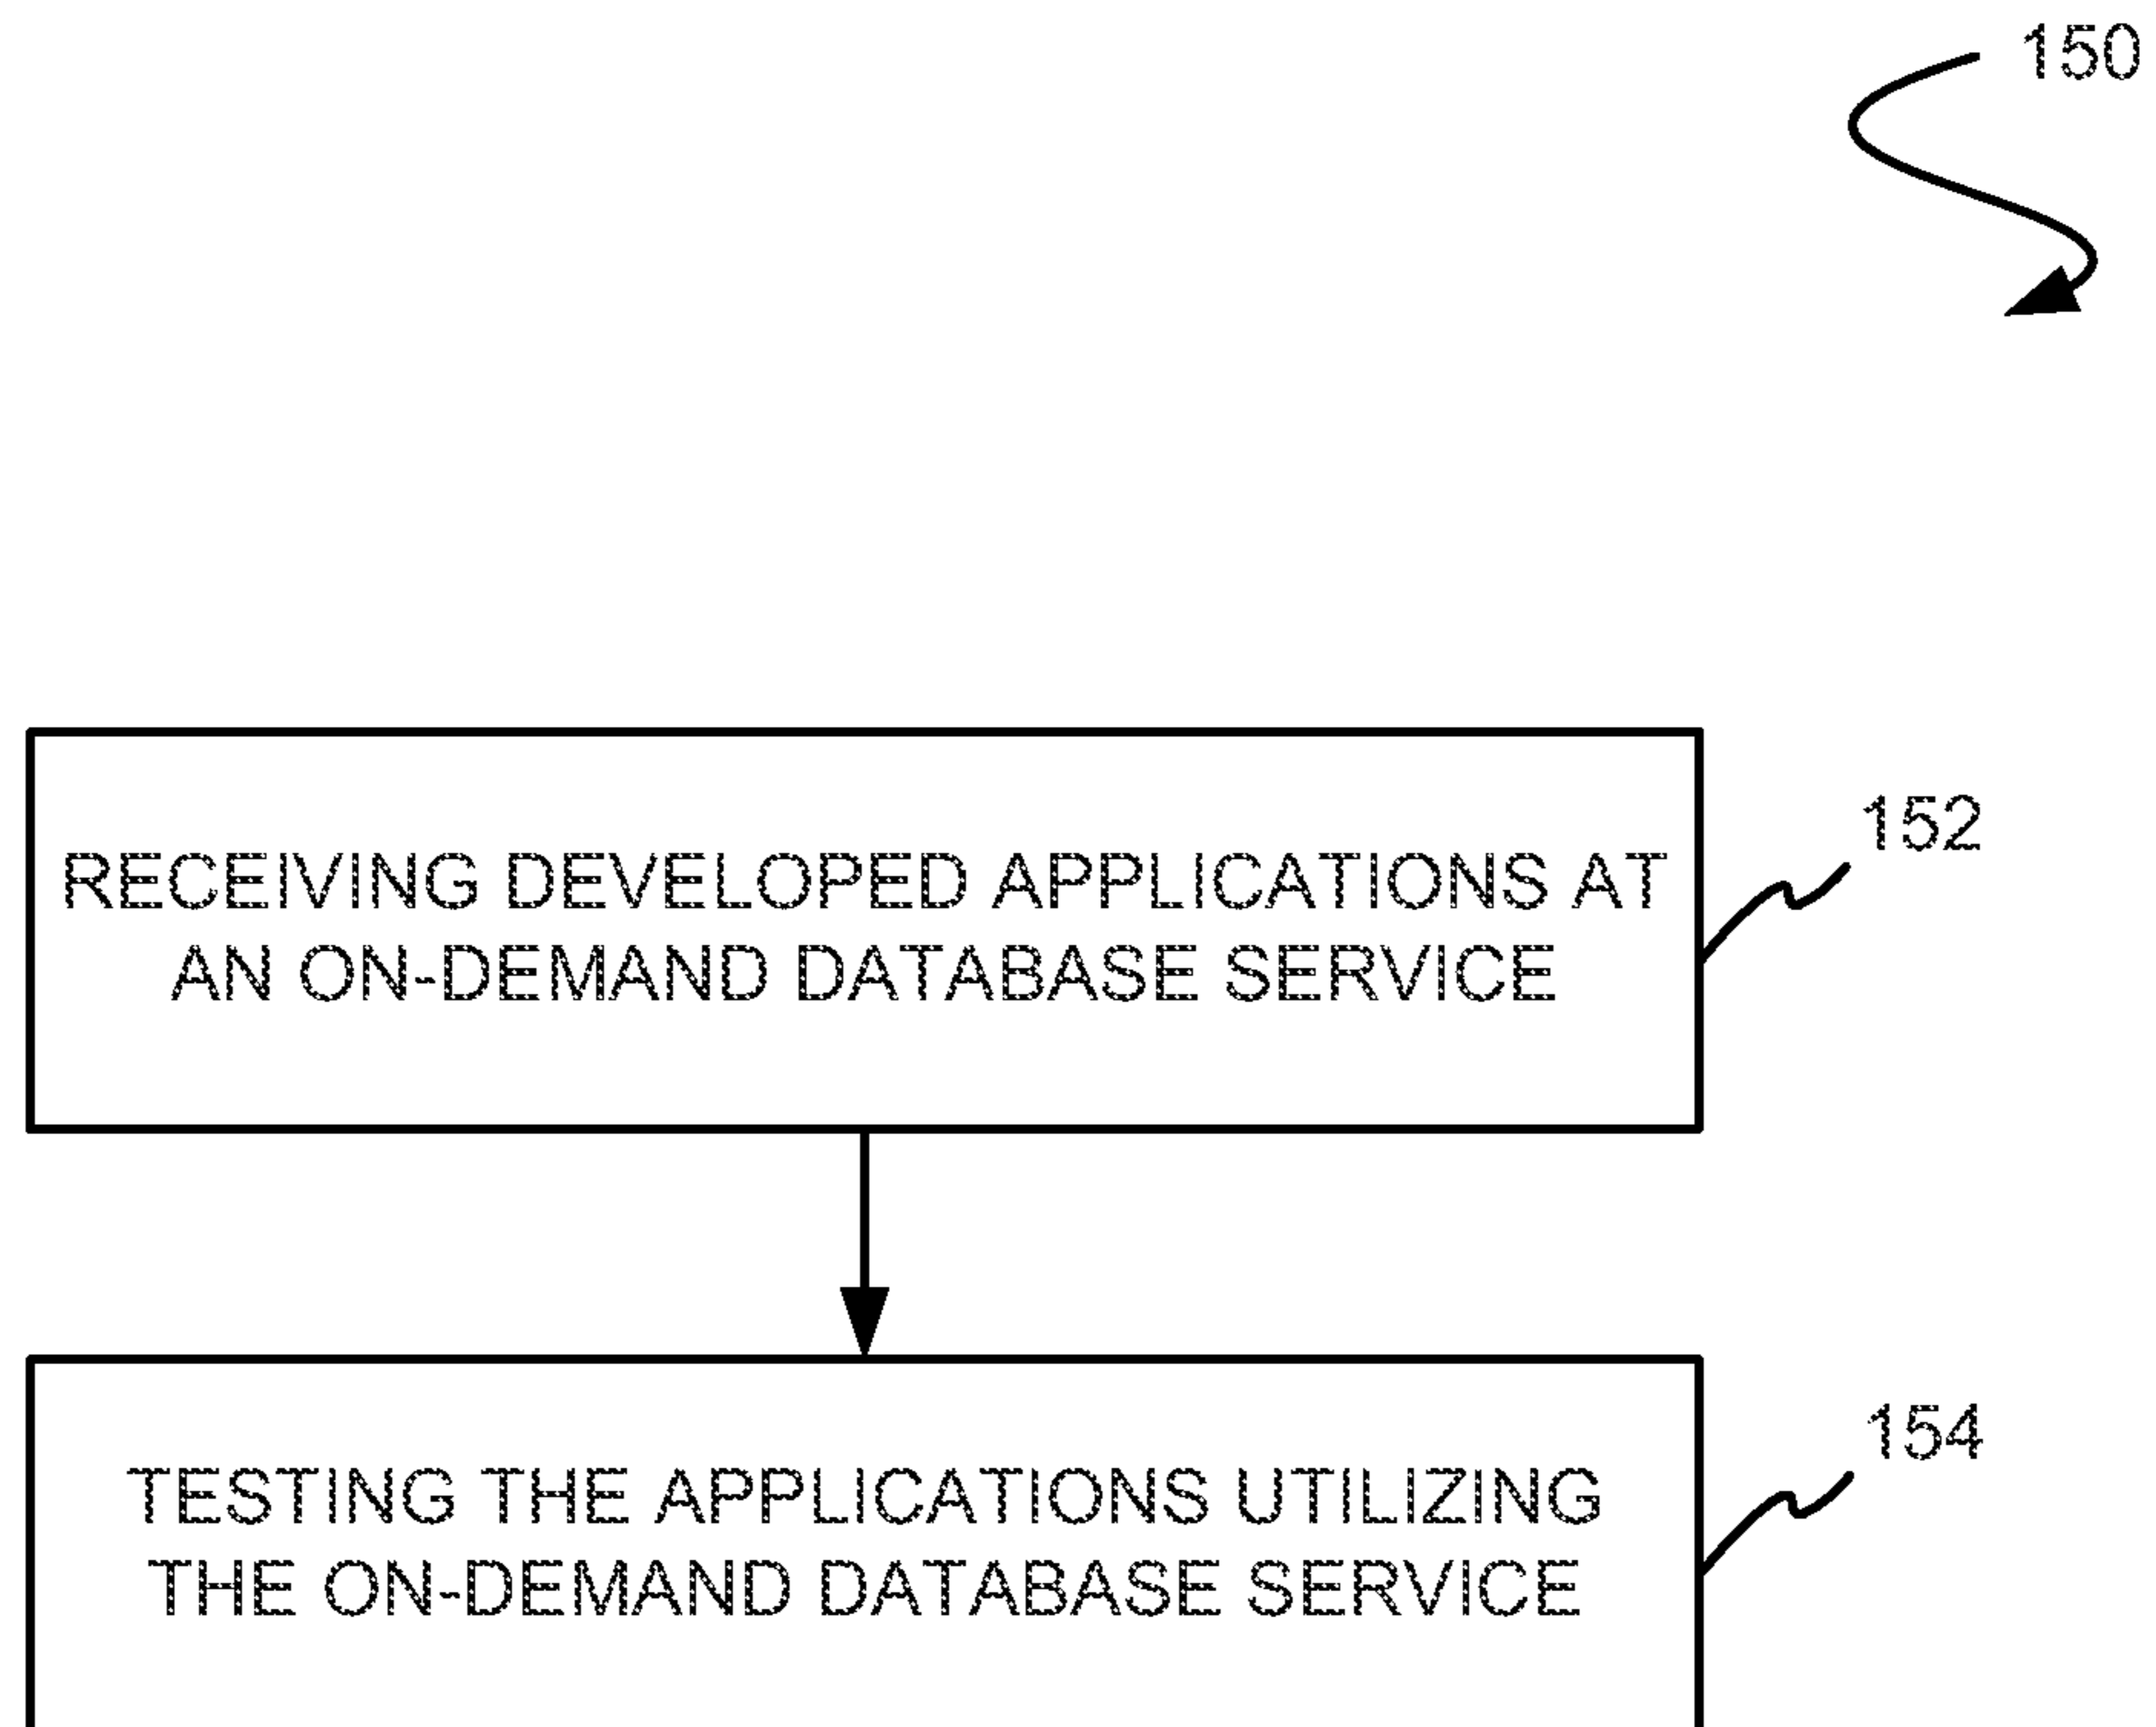 150
152
RECEIVING DEVELOPED APPLICATIONS AT
AN ON-DEMAND DATABASE SERVICE
154
TESTING THE APPLICATIONS UTILIZING
THE ON-DEMAND DATABASE SERVICE